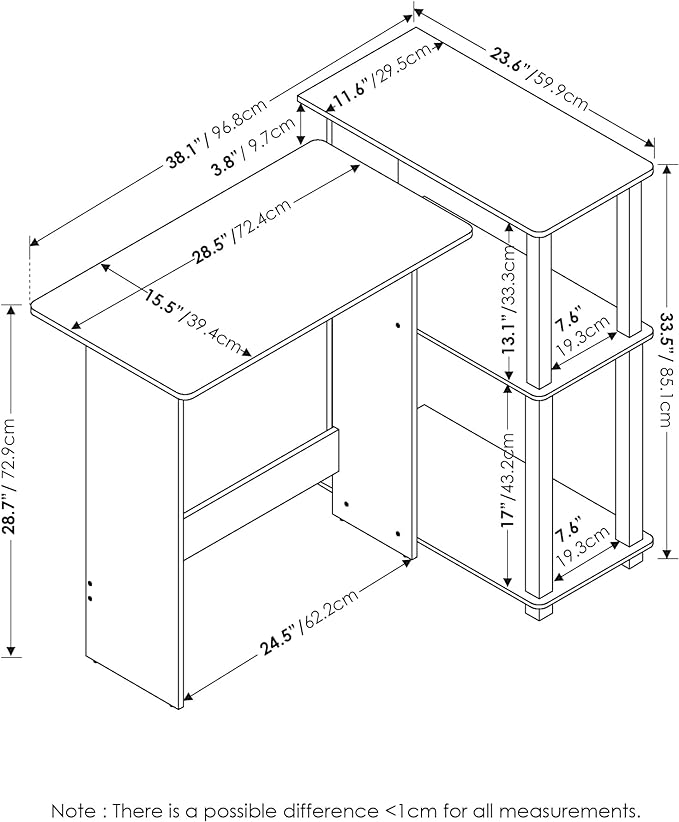 23.6"/59.9cm
11.6"/29.5cm
38.1"/ 96.8cm
3.8"/ 9.7cm
28.5"/72.4cm
15.5"/39.4cm
13.1"/33.3cm
7.6"
19.3cm
33.5"/ 85.1cm
28.7"/ 72.9cm
17"/43.2cm
7.6"
19.3cm
24.5"/62.2cm
Note : There is a possible difference <1cm for all measurements.